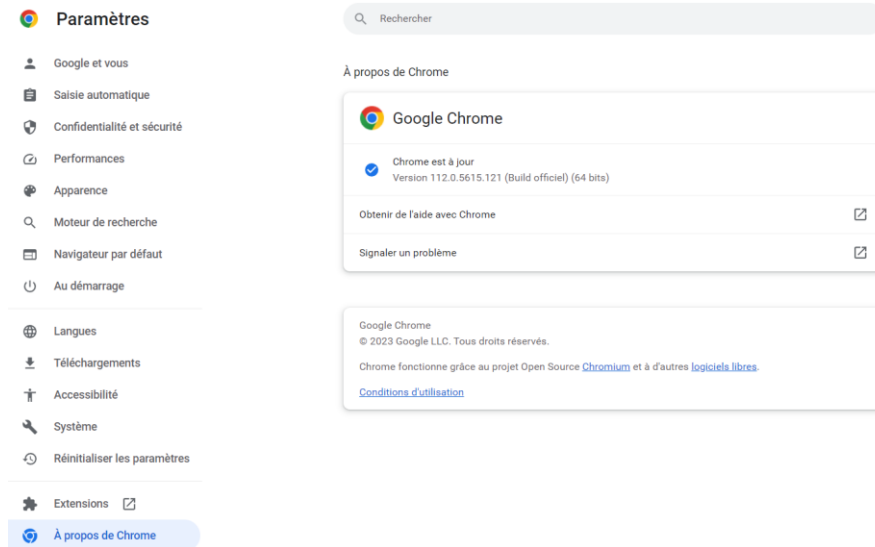 Paramètres
Rechercher
Google et vous
Saisie automatique
Confidentialité et sécurité
Performances
Apparence
Moteur de recherche
Navigateur par défaut
Au démarrage
Langues
Téléchargements
Accessibilité
Système
Réinitialiser les paramètres
Extensions
À propos de Chrome
À propos de Chrome
Google Chrome
Chrome est à jour
Version 112.0.5615.121 (Build officiel) (64 bits)
Obtenir de l'aide avec Chrome
Signaler un problème
Google Chrome
© 2023 Google LLC. Tous droits réservés.
Chrome fonctionne grâce au projet Open Source Chromium et à d'autres logiciels libres.
Conditions d'utilisation